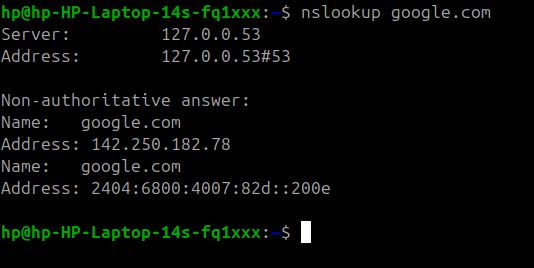 hp@hp-HP-Laptop-14s-fq1xxx:~$ nslookup google.com
Server:         127.0.0.53
Address:        127.0.0.53#53

Non-authoritative answer:
Name:   google.com
Address: 142.250.182.78
Name:   google.com
Address: 2404:6800:4007:82d::200e

hp@hp-HP-Laptop-14s-fq1xxx:~$